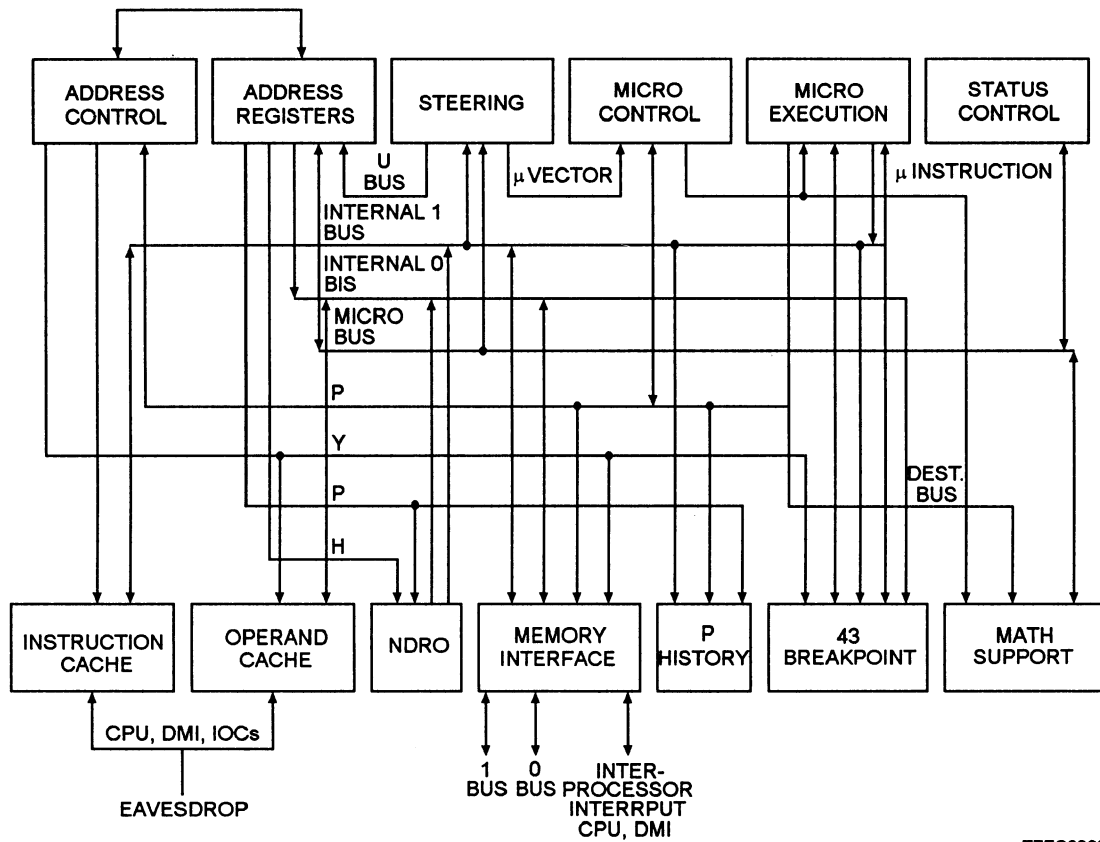 ADDRESS
CONTROL
ADDRESS
REGISTERS
STEERING
MICRO
CONTROL
MICRO
EXECUTION
STATUS
CONTROL
U
BUS
μ VECTOR
μ INSTRUCTION
INTERNAL 1
BUS
INTERNAL 0
BIS
MICRO
BUS
P
Y
P
H
DEST.
BUS
INSTRUCTION
CACHE
OPERAND
CACHE
NDRO
MEMORY
INTERFACE
P
HISTORY
43
BREAKPOINT
MATH
SUPPORT
CPU, DMI, IOCs
EAVESDROP
1
BUS
0
BUS
INTER-
PROCESSOR
INTERRPUT
CPU, DMI